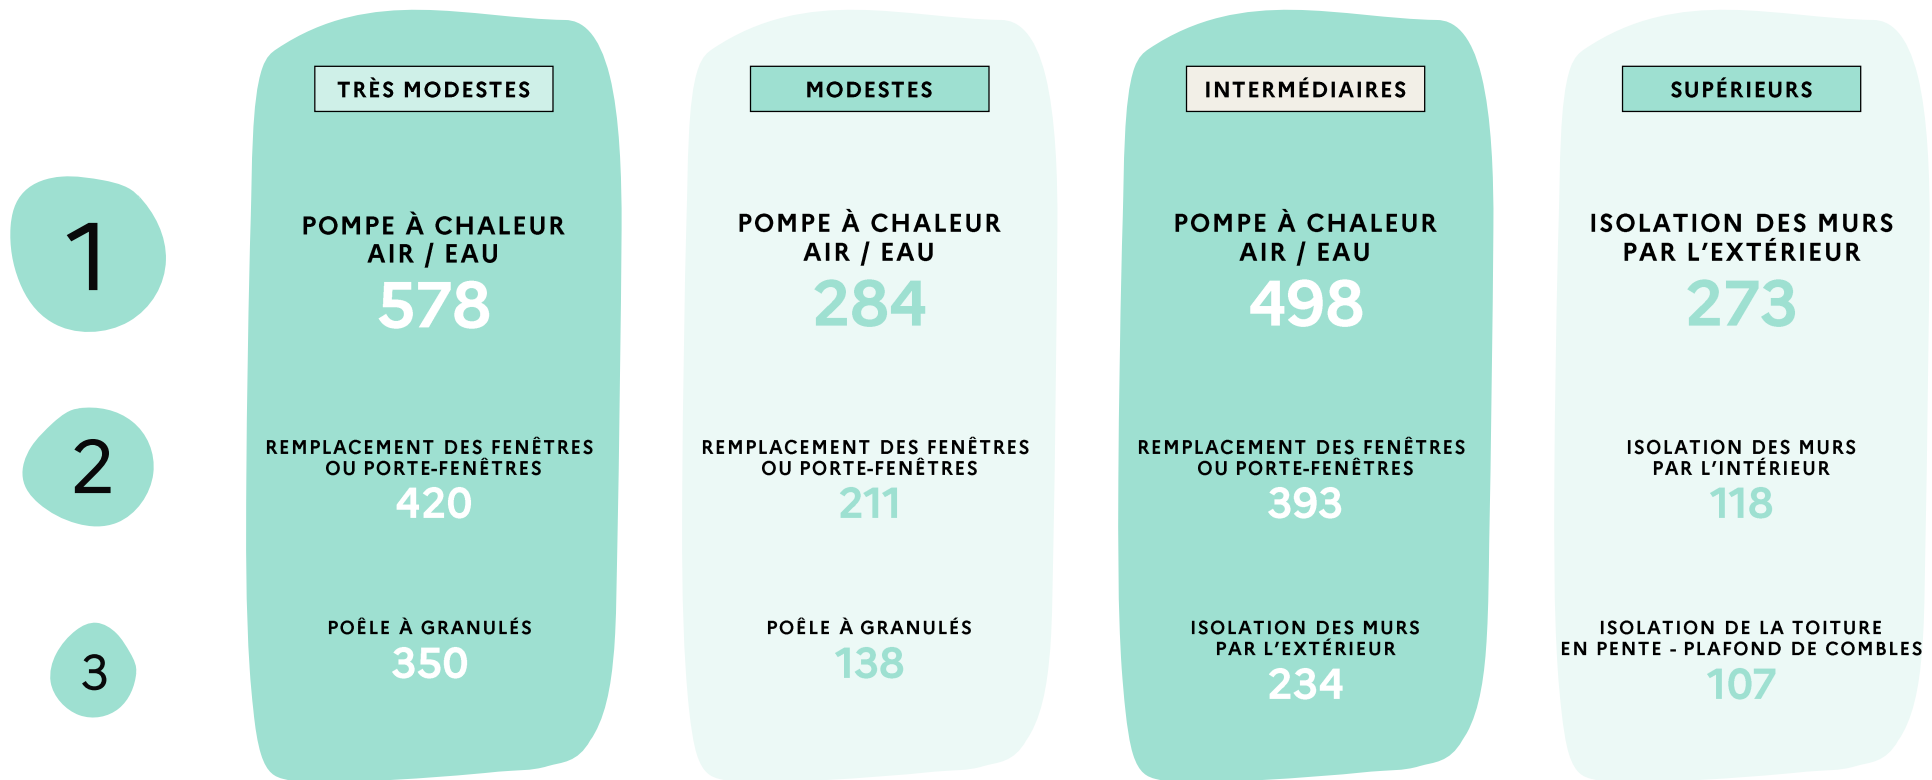 TRÈS MODESTES
MODESTES
INTERMÉDIAIRES
SUPÉRIEURS
1
POMPE À CHALEUR
AIR / EAU
578
POMPE À CHALEUR
AIR / EAU
284
POMPE À CHALEUR
AIR / EAU
498
ISOLATION DES MURS
PAR L’EXTÉRIEUR
273
2
REMPLACEMENT DES FENÊTRES
OU PORTE-FENÊTRES
420
REMPLACEMENT DES FENÊTRES
OU PORTE-FENÊTRES
211
REMPLACEMENT DES FENÊTRES
OU PORTE-FENÊTRES
393
ISOLATION DES MURS
PAR L’INTÉRIEUR
118
3
POÊLE À GRANULÉS
350
POÊLE À GRANULÉS
138
ISOLATION DES MURS
PAR L’EXTÉRIEUR
234
ISOLATION DE LA TOITURE
EN PENTE - PLAFOND DE COMBLES
107